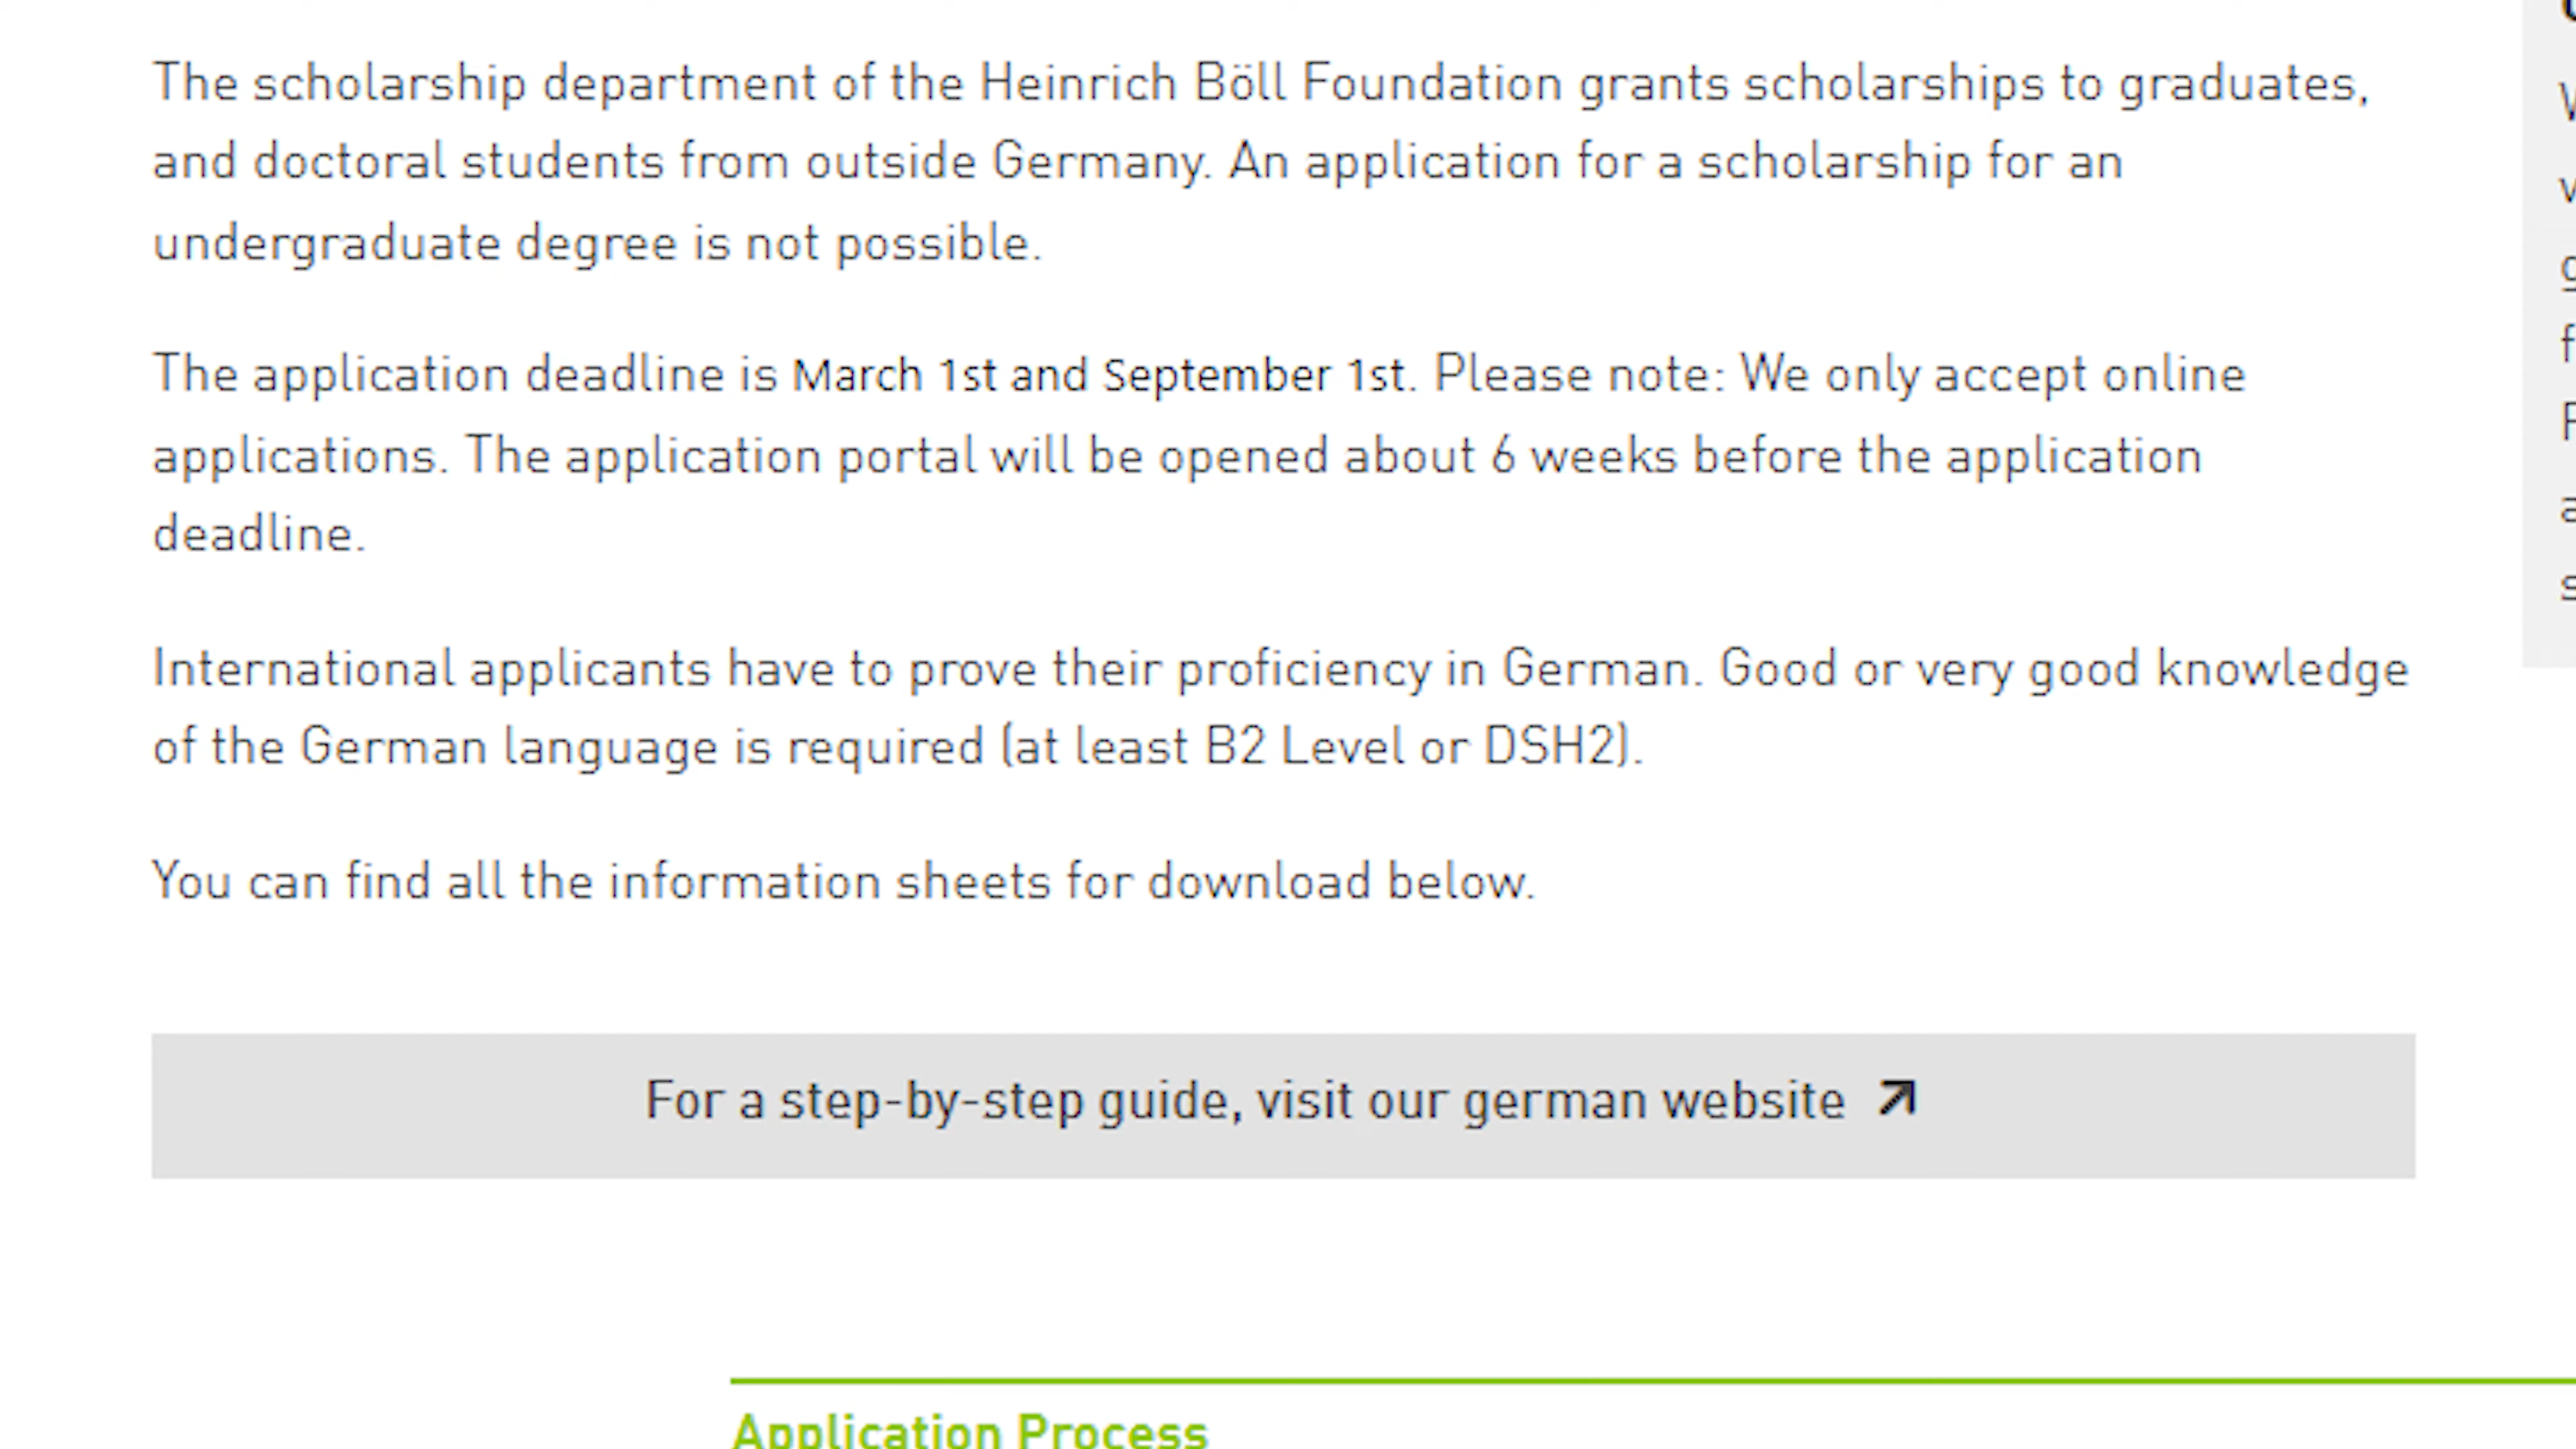 The scholarship department of the Heinrich Böll Foundation grants scholarships to graduates,
and doctoral students from outside Germany. An application for a scholarship for an
undergraduate degree is not possible.
The application deadline is March 1st and September 1st. Please note: We only accept online
applications. The application portal will be opened about 6 weeks before the application
deadline.
International applicants have to prove their proficiency in German. Good or very good knowledge
of the German language is required (at least B2 Level or DSH2).
You can find all the information sheets for download below.
For a step-by-step guide, visit our german website
Application Process